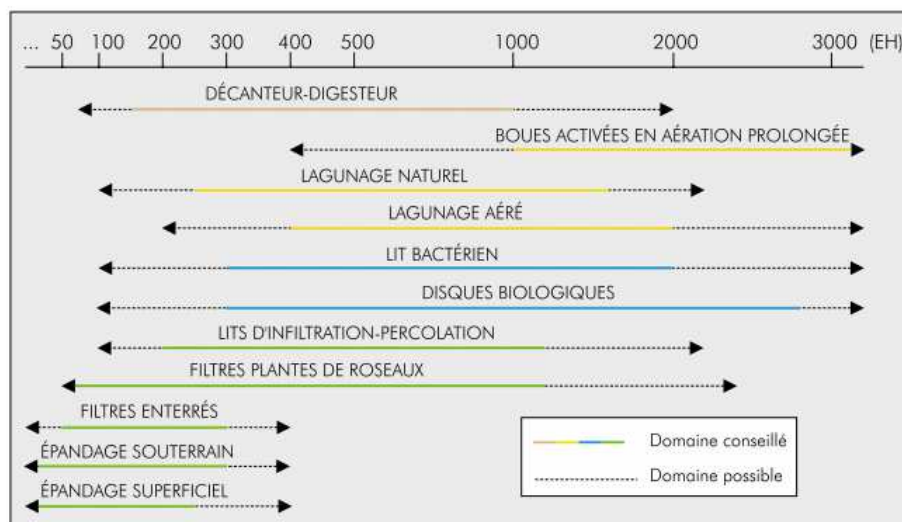 ... 50 100 200 300 400 500 1000 2000 3000 (EH)
DÉCANTEUR-DIGESTEUR
BOUES ACTIVÉES EN AÉRATION PROLONGÉE
LAGUNAGE NATUREL
LAGUNAGE AÉRÉ
LIT BACTÉRIEN
DISQUES BIOLOGIQUES
LITS D'INFILTRATION-PERCOLATION
FILTRES PLANTES DE ROSEAUX
FILTRES ENTERRÉS
ÉPANDAGE SOUTERRAIN
ÉPANDAGE SUPERFICIEL
Domaine conseillé
Domaine possible